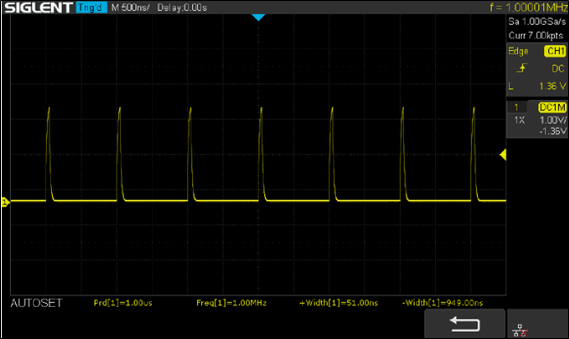 SIGLENT Trig'd M 500ns/ Delay:0.00s f = 1.00001MHz
Sa 1.00GSa/s
Curr 7.00kpts
Edge CH1
DC
L 1.36 V
1 DC1M
1X 1.00V/
-1.36V
1
AUTOSET Prd[1]=1.00us Freq[1]=1.00MHz +Width[1]=51.00ns -Width[1]=949.00ns